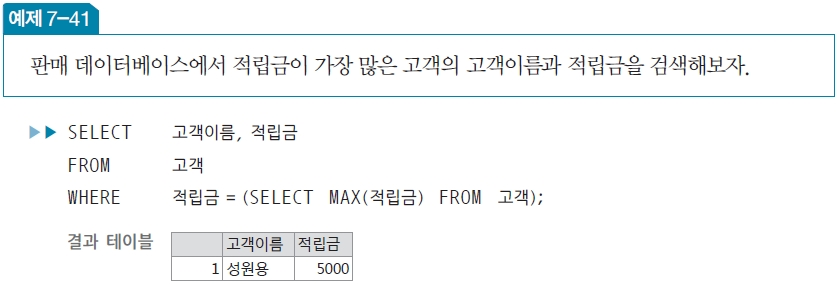 예제 7-41
판매 데이터베이스에서 적립금이 가장 많은 고객의 고객이름과 적립금을 검색해보자.
▶▶ SELECT 고객이름, 적립금
FROM 고객
WHERE 적립금 = (SELECT MAX(적립금) FROM 고객);
결과 테이블
고객이름 적립금
1 성원용 5000